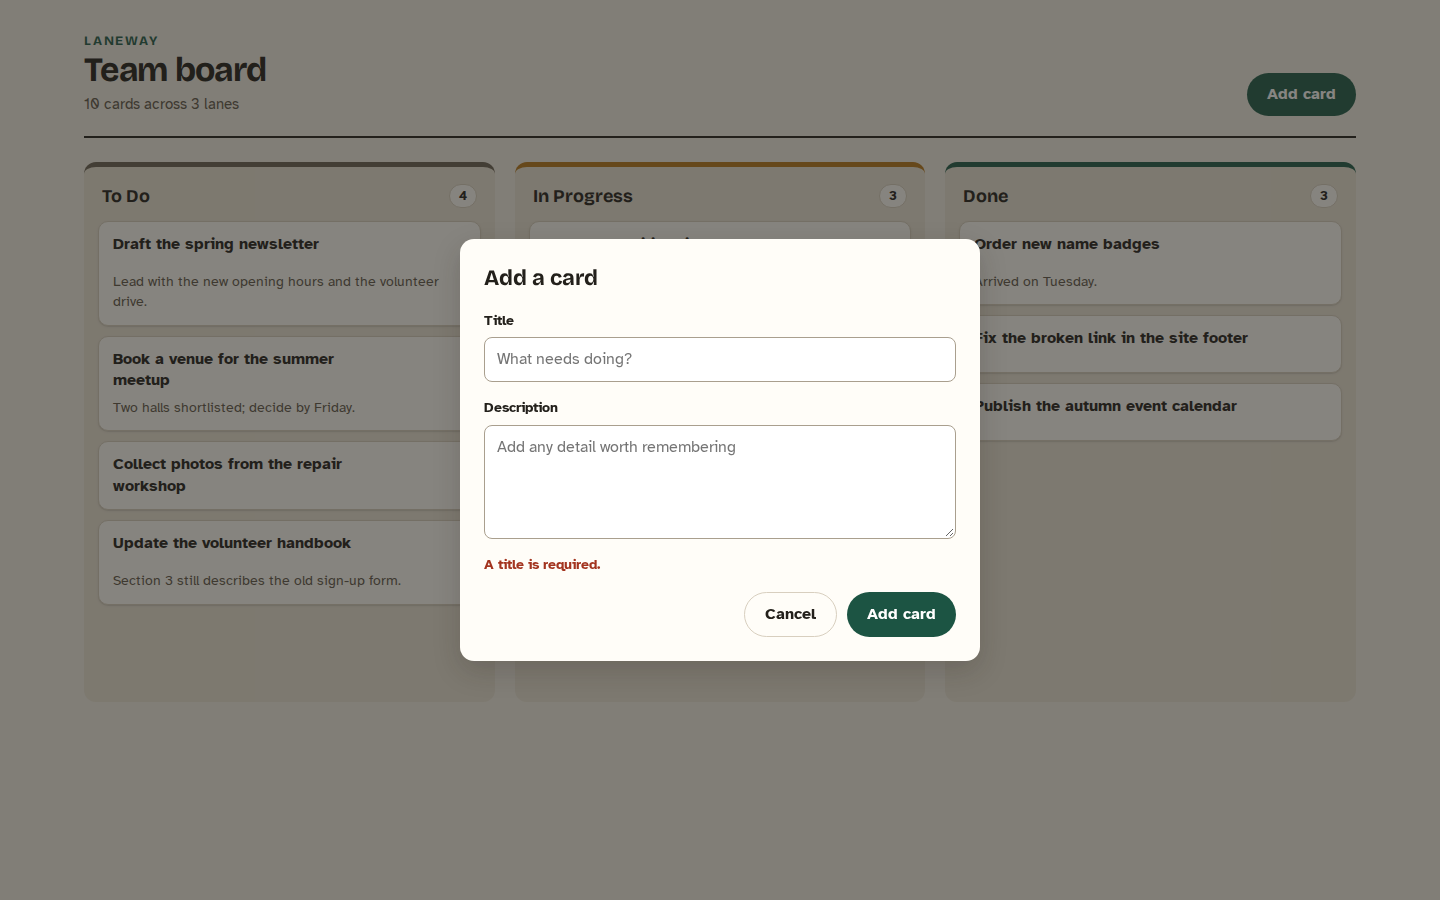 LANEWAY
Team board
10 cards across 3 lanes
Add card
To Do
4
Draft the spring newsletter
Lead with the new opening hours and the volunteer
drive.
Book a venue for the summer
meetup
Two halls shortlisted; decide by Friday.
Collect photos from the repair
workshop
Update the volunteer handbook
Section 3 still describes the old sign-up form.
In Progress
3
Done
3
Order new name badges
Arrived on Tuesday.
Fix the broken link in the site footer
Publish the autumn event calendar
Add a card
Title
What needs doing?
Description
Add any detail worth remembering
A title is required.
Cancel
Add card